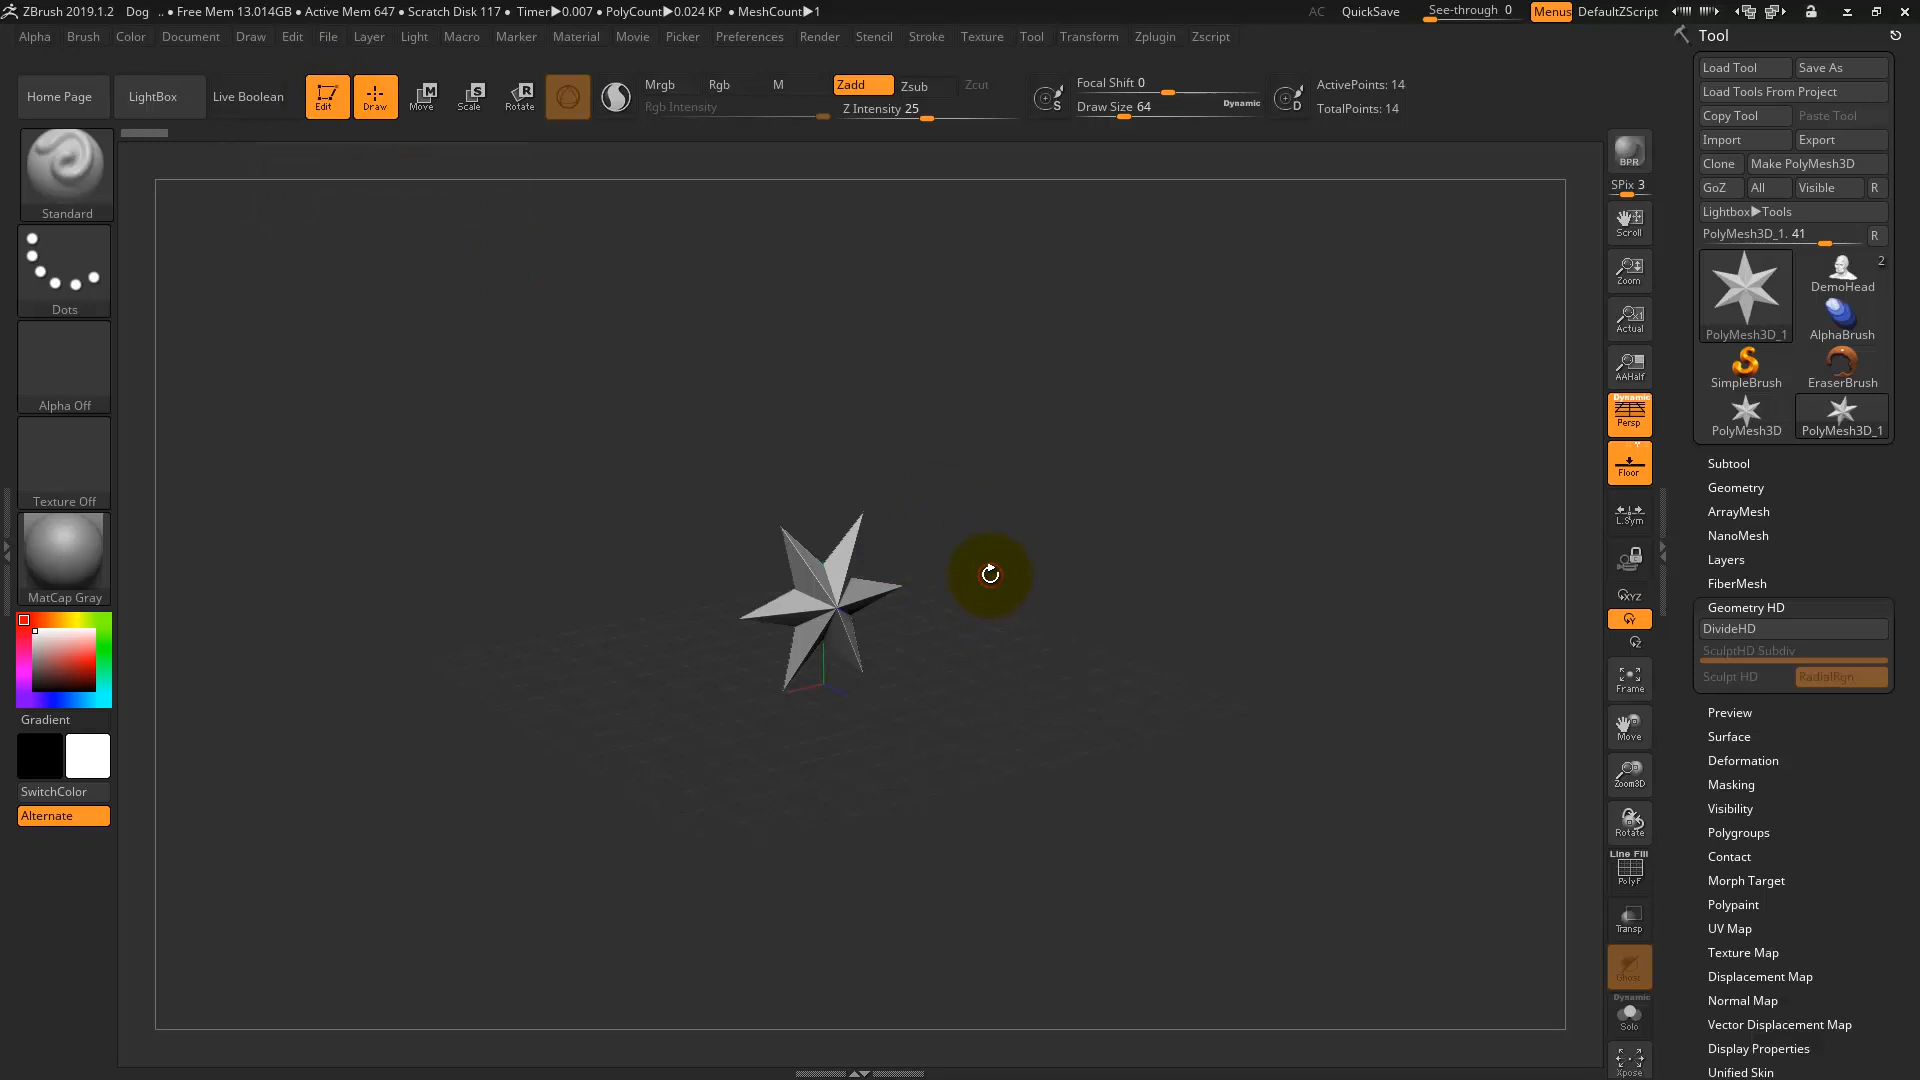 ZBrush 2019.1.2 Dog .. • Free Mem 13.014GB • Active Mem 647 • Scratch Disk 117 • Timer▶0.007 • PolyCount▶0.024 KP • MeshCount▶1 AC QuickSave See-through 0 Menus DefaultZScript
Alpha Brush Color Document Draw Edit File Layer Light Macro Marker Material Movie Picker Preferences Render Stencil Stroke Texture Tool Transform Zplugin Zscript
Home Page LightBox Live Boolean Edit Draw Move Scale Rotate
M S R
Mrgb Rgb M Zadd Zsub Zcut
Rgb Intensity Z Intensity 25
S Focal Shift 0
Draw Size 64 Dynamic
D ActivePoints: 14
TotalPoints: 14
Standard
Dots
Alpha Off
Texture Off
MatCap Gray
Gradient
SwitchColor
Alternate
BPR
SPix 3
Scroll
Zoom
Actual
AAHalf
Dynamic
Persp
Floor
L.Sym
XYZ
Y
Z
Frame
Move
Zoom3D
Rotate
Line Fill
PolyF
Transp
Ghost
Dynamic
Solo
Xpose
Tool
Load Tool Save As
Load Tools From Project
Copy Tool Paste Tool
Import Export
Clone Make PolyMesh3D
GoZ All Visible R
Lightbox▶Tools
PolyMesh3D_1. 41 R
2
PolyMesh3D_1 DemoHead
AlphaBrush
SimpleBrush EraserBrush
PolyMesh3D PolyMesh3D_1
Subtool
Geometry
ArrayMesh
NanoMesh
Layers
FiberMesh
Geometry HD
DivideHD
SculptHD Subdiv
Sculpt HD RadialRgn
Preview
Surface
Deformation
Masking
Visibility
Polygroups
Contact
Morph Target
Polypaint
UV Map
Texture Map
Displacement Map
Normal Map
Vector Displacement Map
Display Properties
Unified Skin